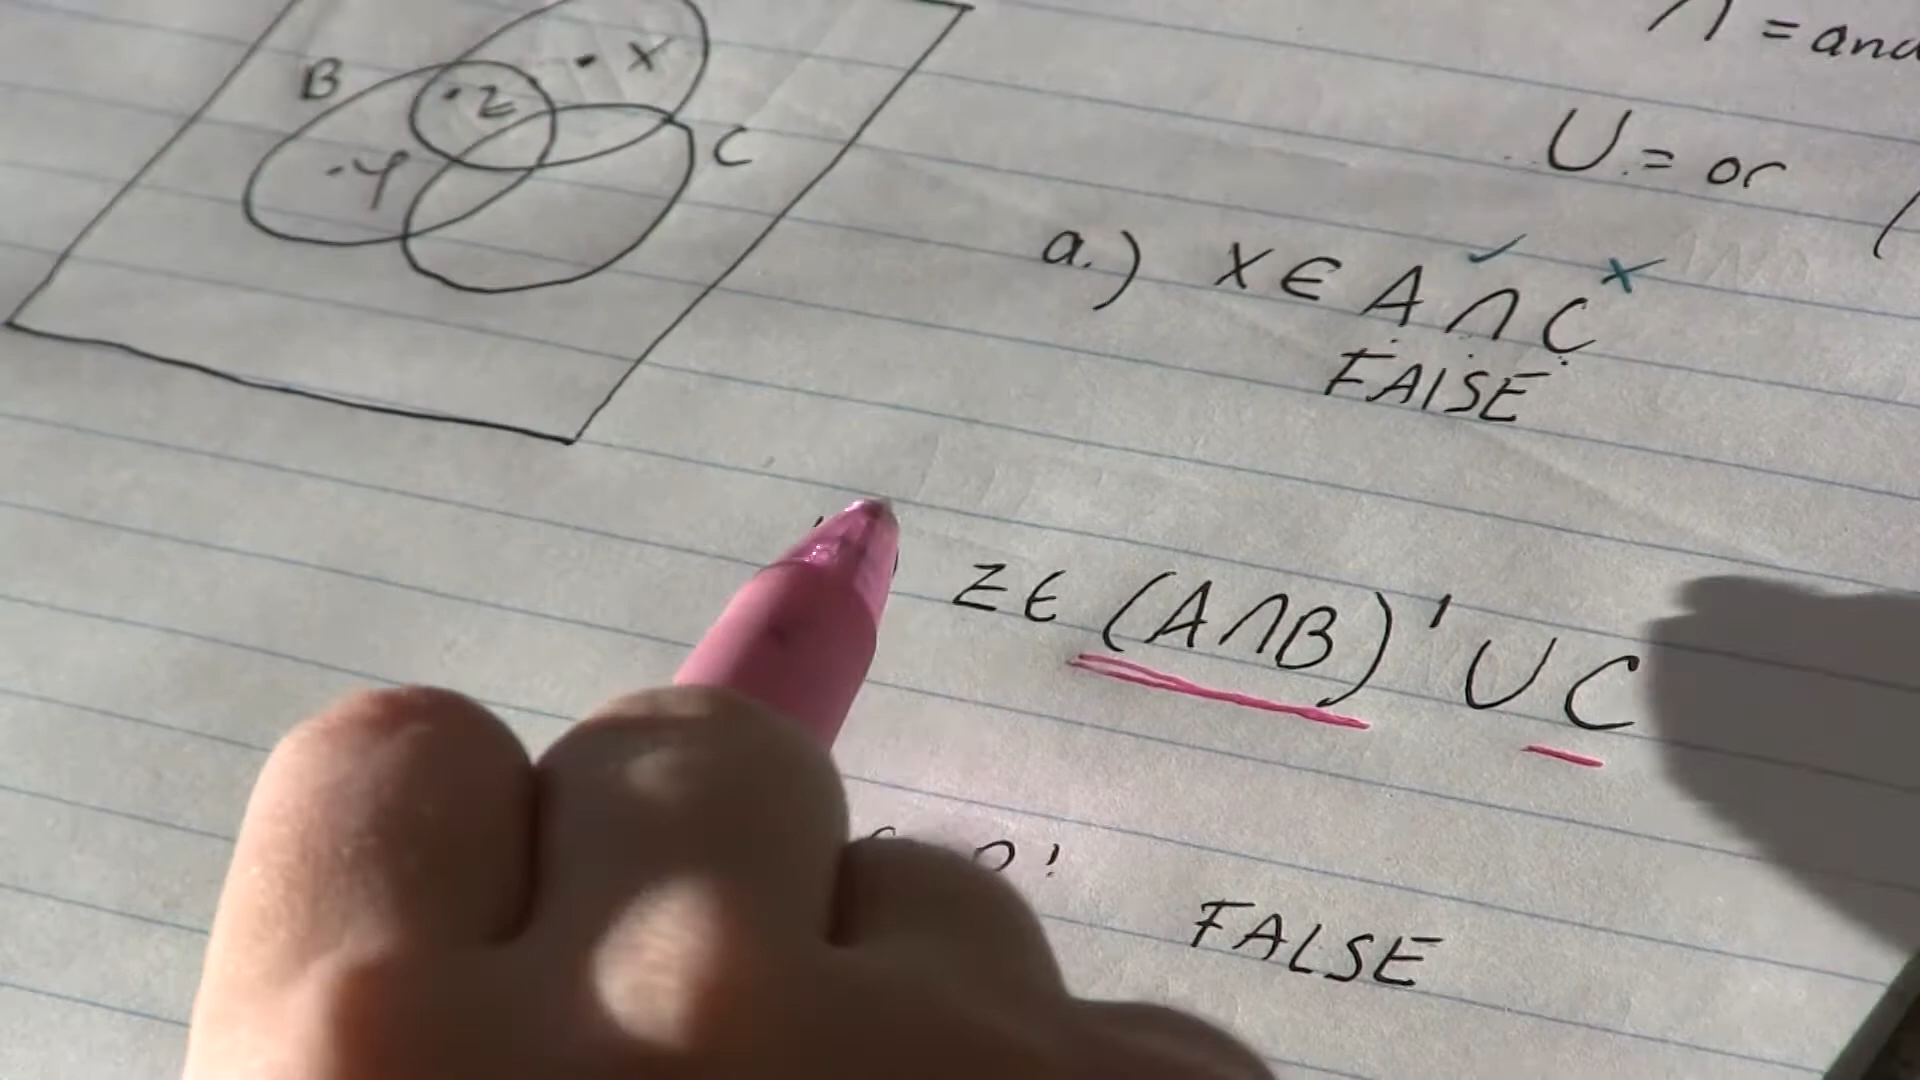 ∩ = and
B
· x
· z
C
· y
U = or
a.) X ∈ A ∩ C
FAlSE
z ∈ (A∩B)' ∪ C
FALSE